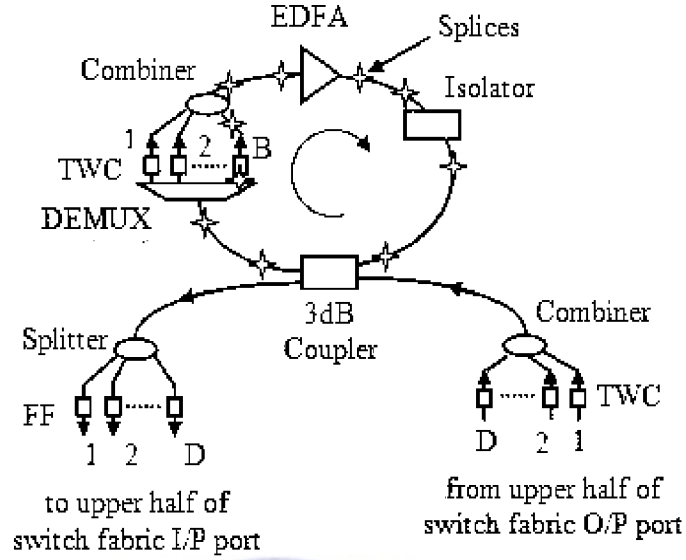 EDFA
Splices
Combiner
Isolator
1 2 B
TWC
DEMUX
3dB
Coupler
Combiner
Splitter
TWC
FF
D 2 1
1 2 D
from upper half of
switch fabric O/P port
to upper half of
switch fabric I/P port